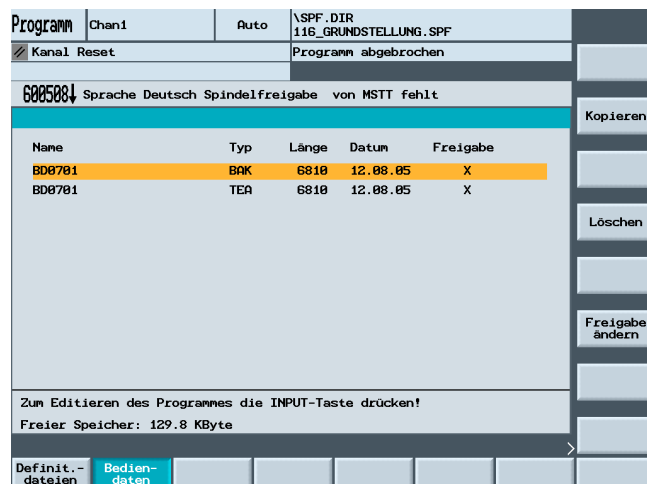 Programm Chan1 Auto \SPF.DIR
116_GRUNDSTELLUNG.SPF
Kanal Reset Programm abgebrochen
600508↓ Sprache Deutsch Spindelfreigabe von MSTT fehlt
Name Typ Länge Datum Freigabe
BD0701 BAK 6810 12.08.05 X
BD0701 TEA 6810 12.08.05 X
Zum Editieren des Programmes die INPUT-Taste drücken!
Freier Speicher: 129.8 KByte
>
Definit.-
dateien
Bedien-
daten
Kopieren
Löschen
Freigabe
ändern